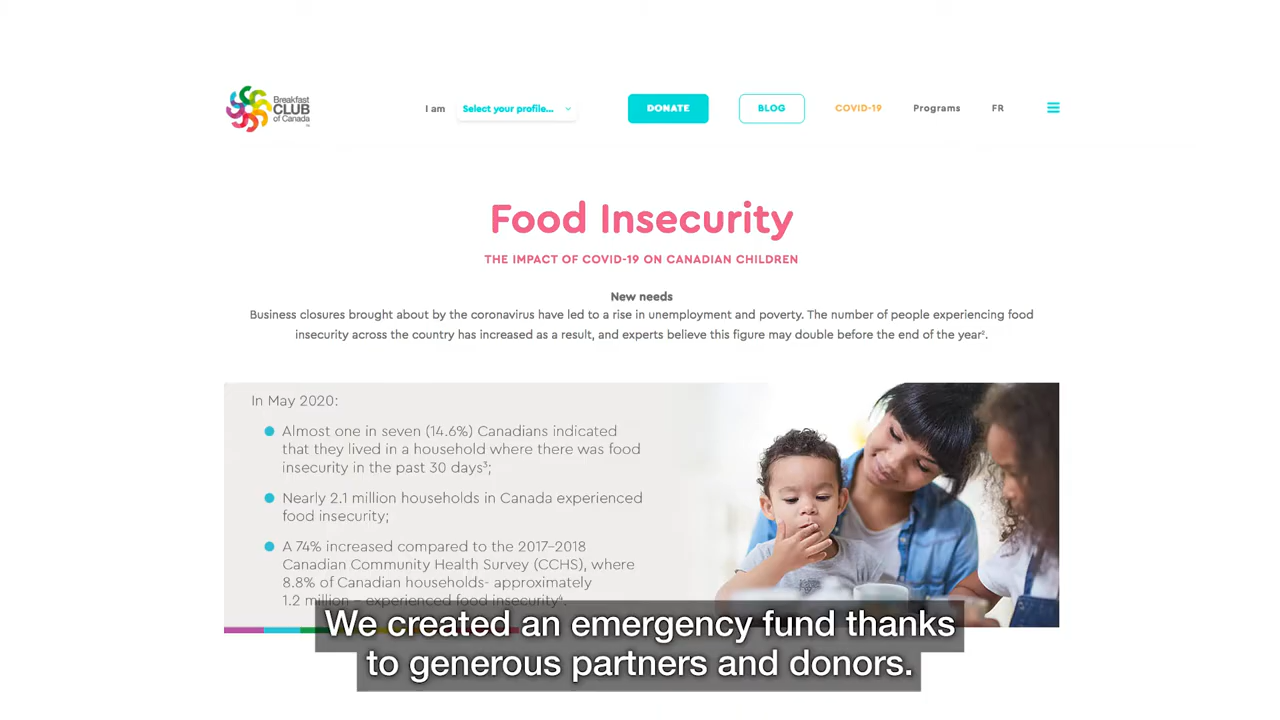 Breakfast
CLUB
of Canada
I am
Select your profile...
DONATE
BLOG
COVID-19
Programs
FR
Food Insecurity
THE IMPACT OF COVID-19 ON CANADIAN CHILDREN
New needs
Business closures brought about by the coronavirus have led to a rise in unemployment and poverty. The number of people experiencing food
insecurity across the country has increased as a result, and experts believe this figure may double before the end of the year².
In May 2020:
Almost one in seven (14.6%) Canadians indicated
that they lived in a household where there was food
insecurity in the past 30 days³;
Nearly 2.1 million households in Canada experienced
food insecurity;
A 74% increased compared to the 2017–2018
Canadian Community Health Survey (CCHS), where
8.8% of Canadian households- approximately
1.2 million – experienced food insecurity⁴.
We created an emergency fund thanks
to generous partners and donors.